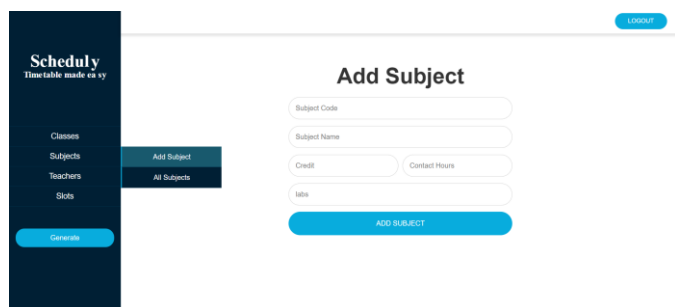 LOGOUT
Scheduly
Timetable made ea sy
Classes
Subjects
Teachers
Slots
Generate
Add Subject
All Subjects
Add Subject
Subject Code
Subject Name
Credit
Contact Hours
labs
ADD SUBJECT